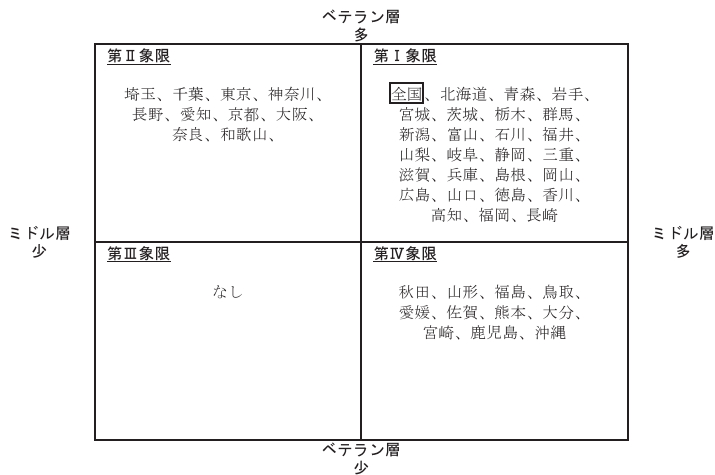 ベテラン層
多
第Ⅱ象限
埼玉、千葉、東京、神奈川、
長野、愛知、京都、大阪、
奈良、和歌山、
第Ⅰ象限
全国、北海道、青森、岩手、
宮城、茨城、栃木、群馬、
新潟、富山、石川、福井、
山梨、岐阜、静岡、三重、
滋賀、兵庫、島根、岡山、
広島、山口、徳島、香川、
高知、福岡、長崎
ミドル層
少
ミドル層
多
第Ⅲ象限
なし
第Ⅳ象限
秋田、山形、福島、鳥取、
愛媛、佐賀、熊本、大分、
宮崎、鹿児島、沖縄
ベテラン層
少